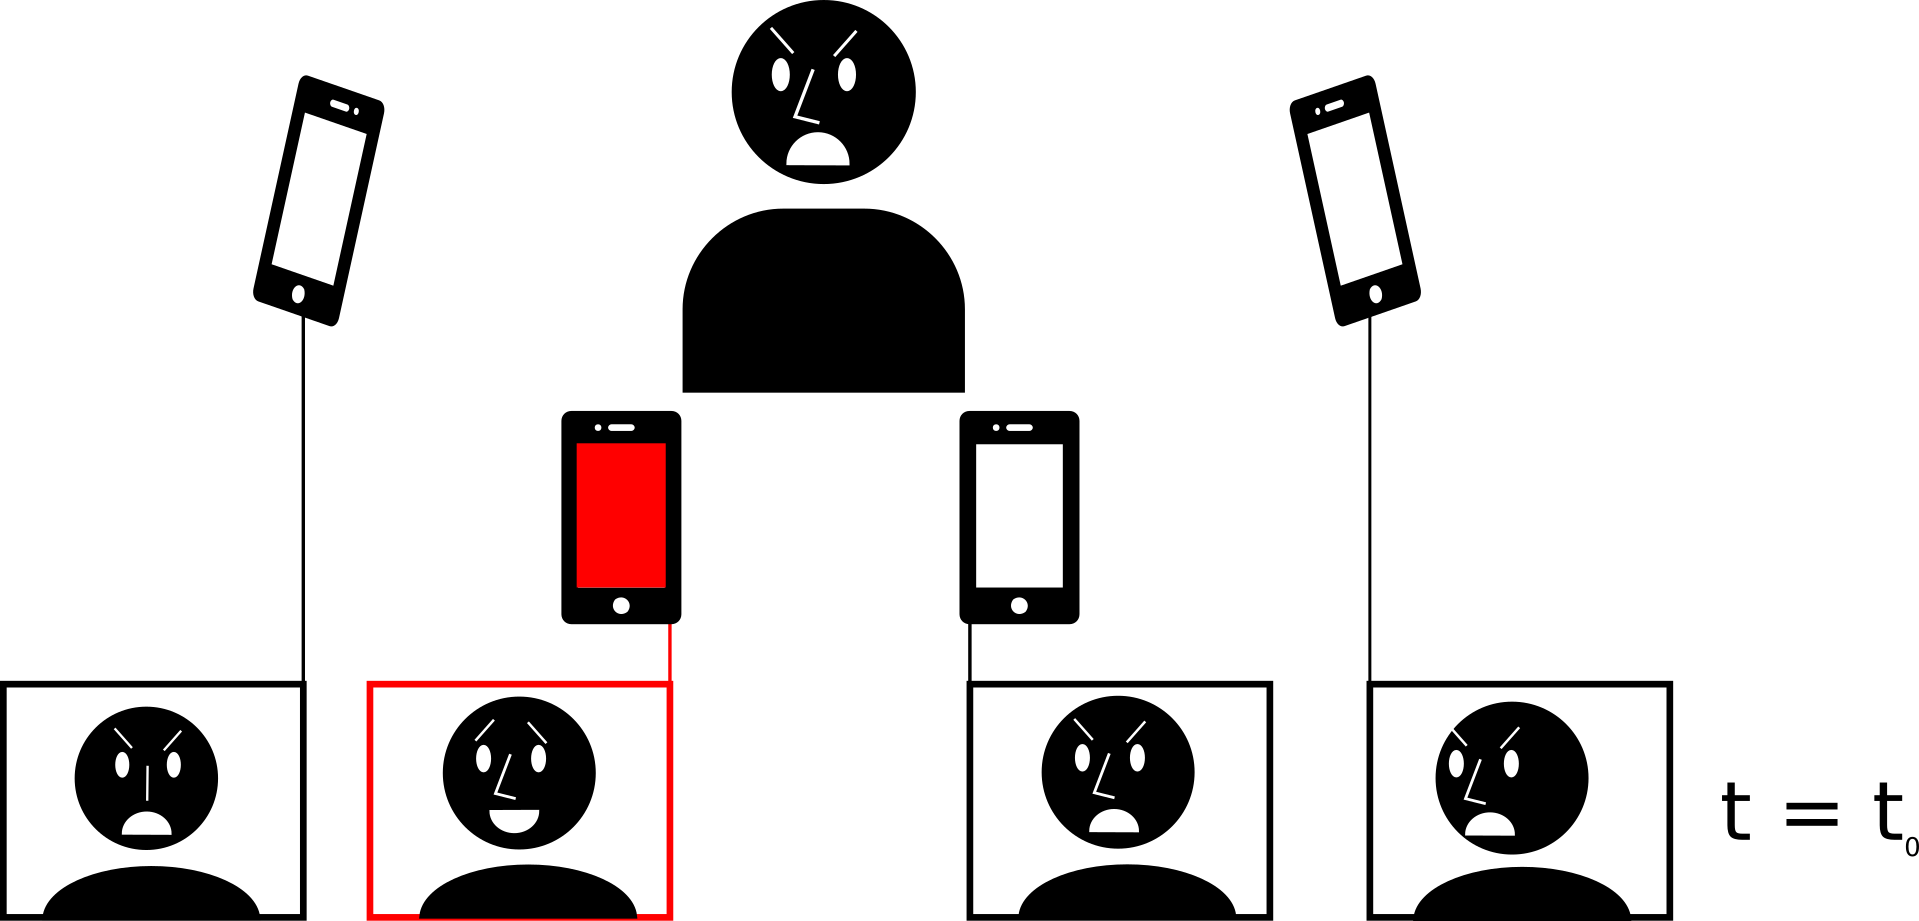 t = t₀